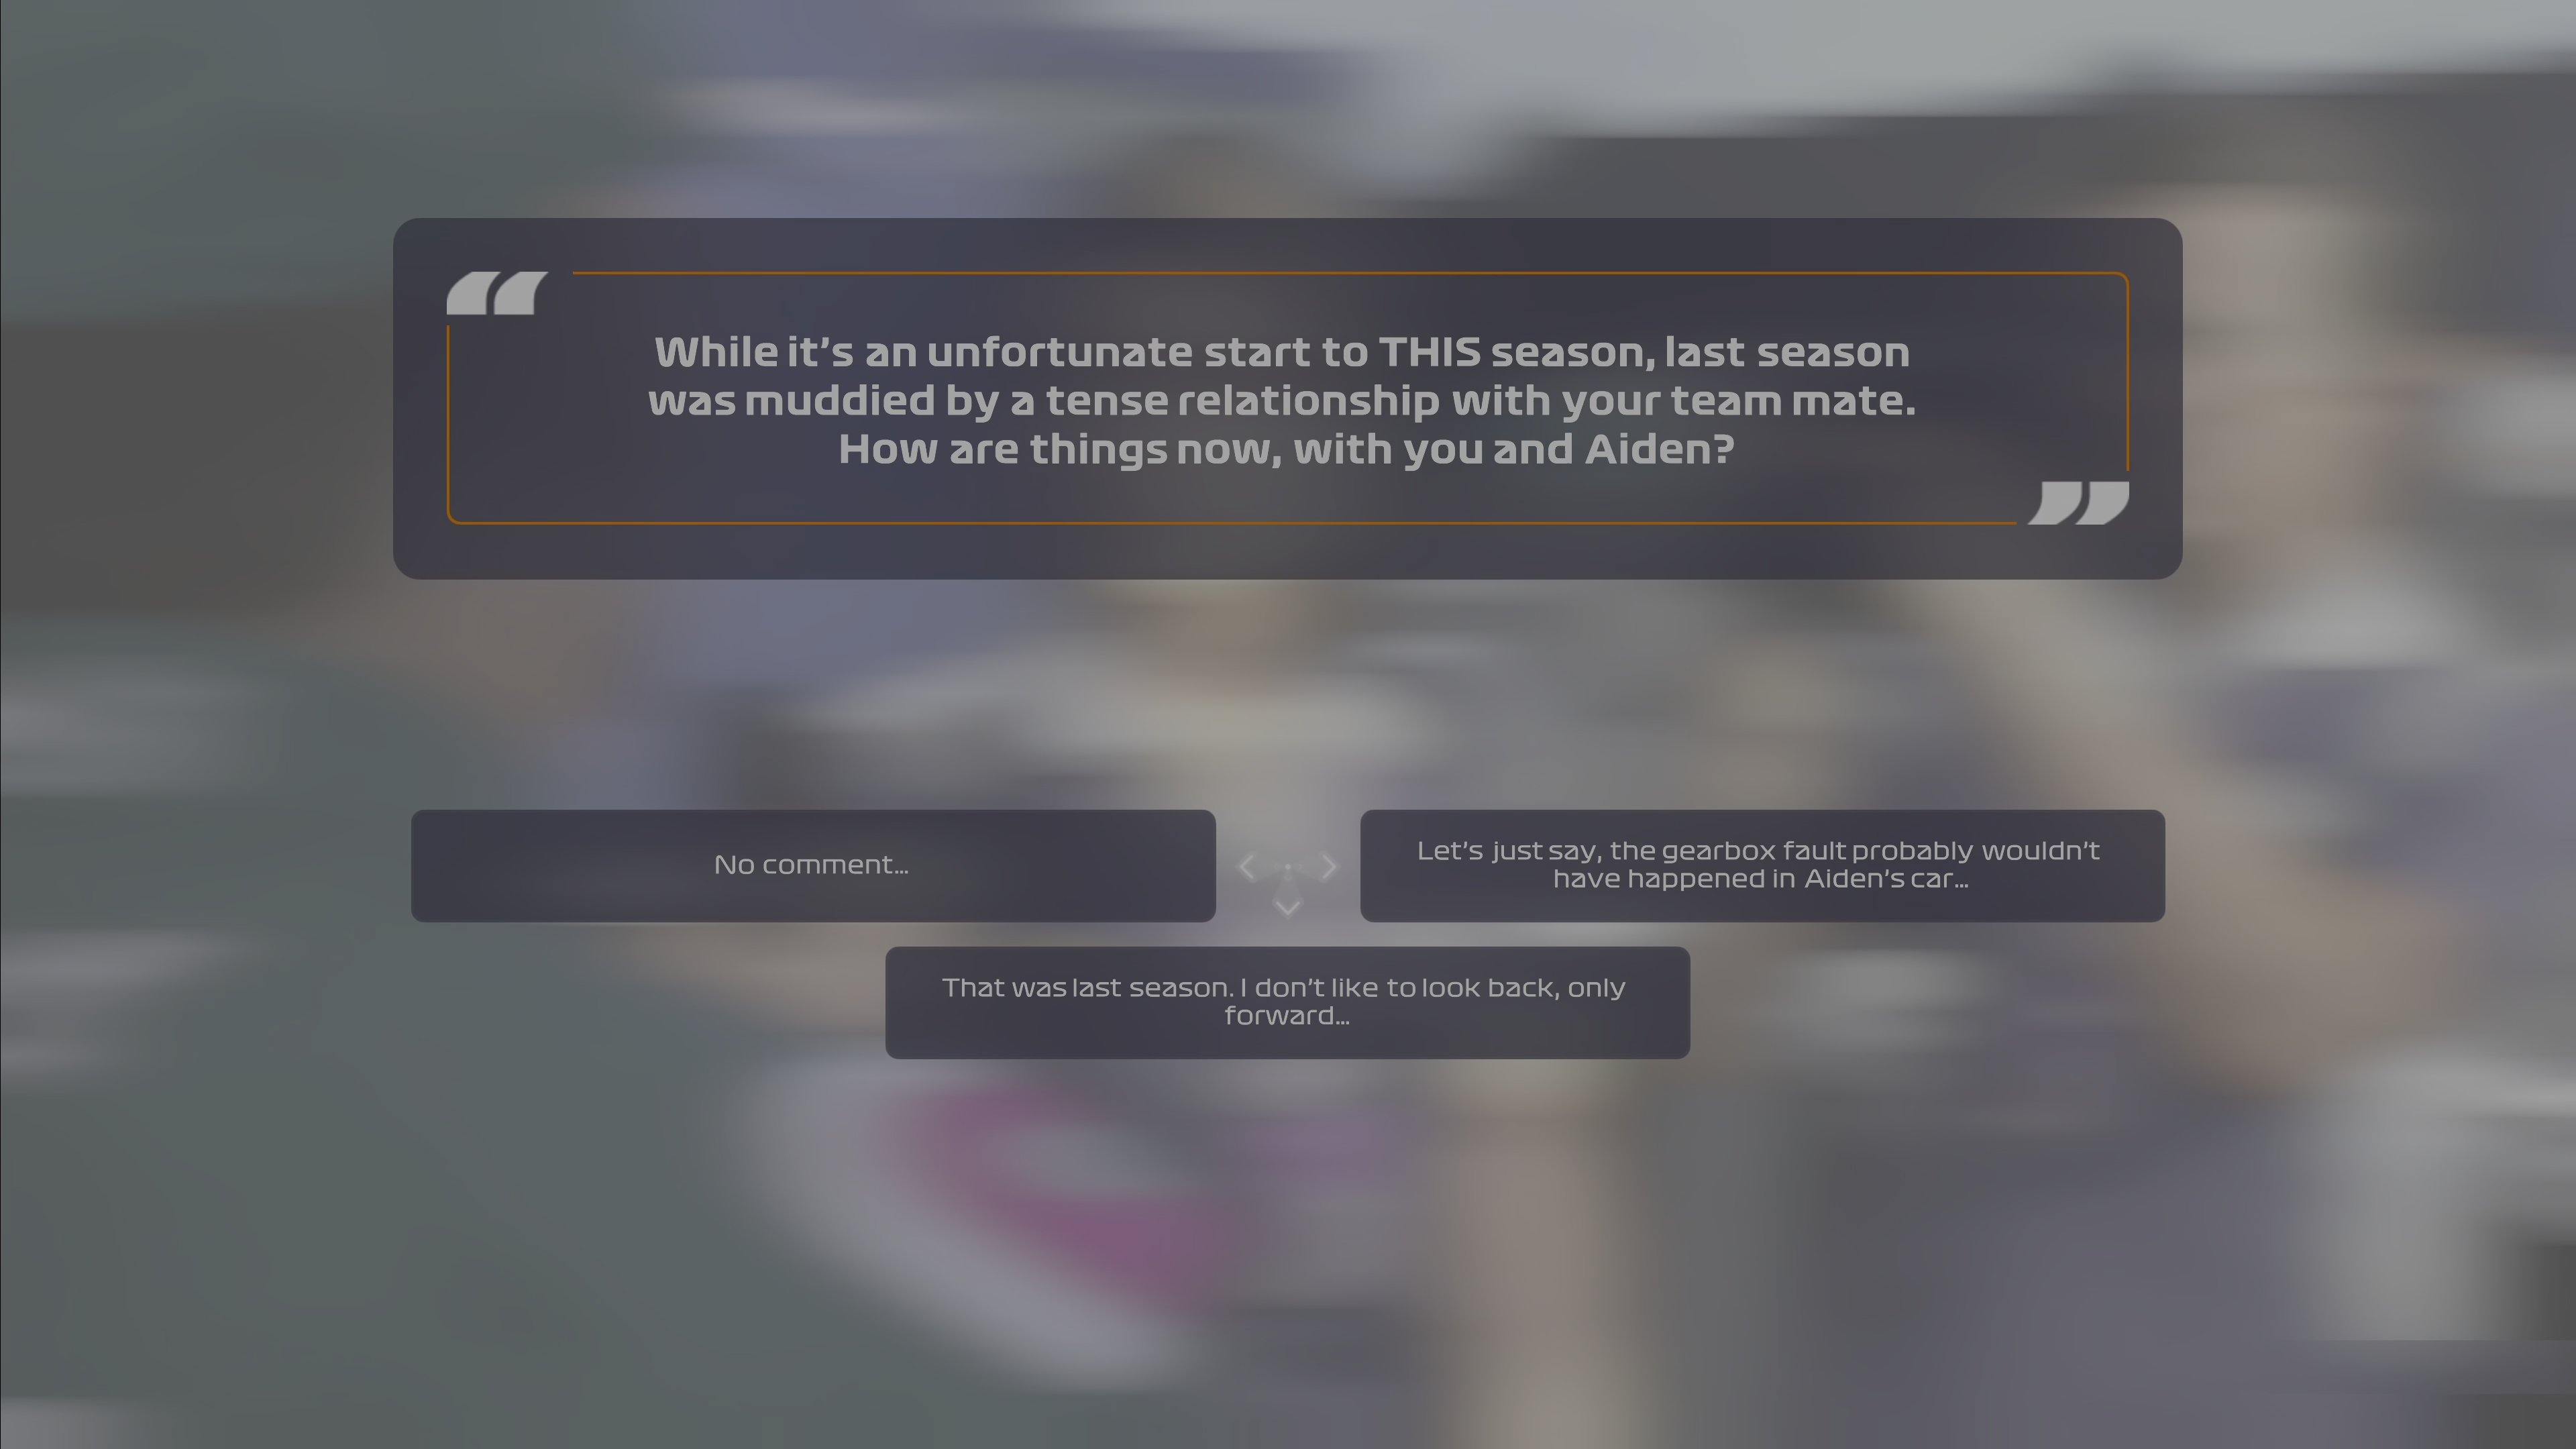 While it's an unfortunate start to THIS season, last season
was muddied by a tense relationship with your team mate.
How are things now, with you and Aiden?
No comment...
Let's just say, the gearbox fault probably wouldn't
have happened in Aiden's car...
That was last season. I don't like to look back, only
forward...